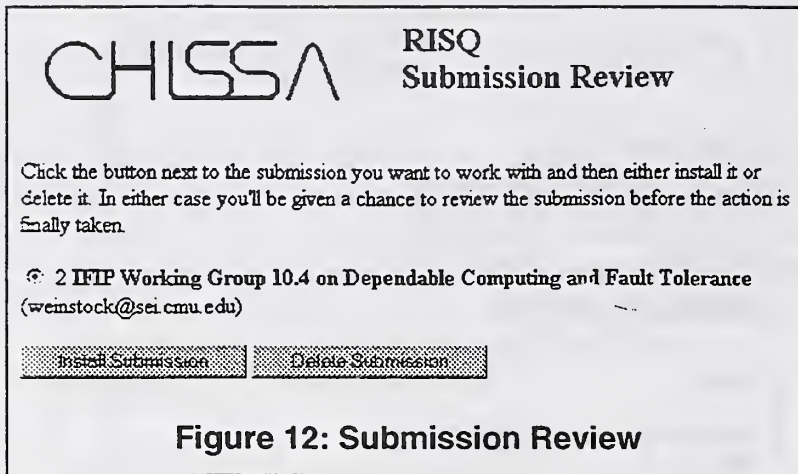 CHISSA
RISQ
Submission Review
Click the button next to the submission you want to work with and then either install it or
delete it. In either case you'll be given a chance to review the submission before the action is
finally taken.
2 IFIP Working Group 10.4 on Dependable Computing and Fault Tolerance
(weinstock@sei.cmu.edu)
Install Submission Delete Submission
Figure 12: Submission Review